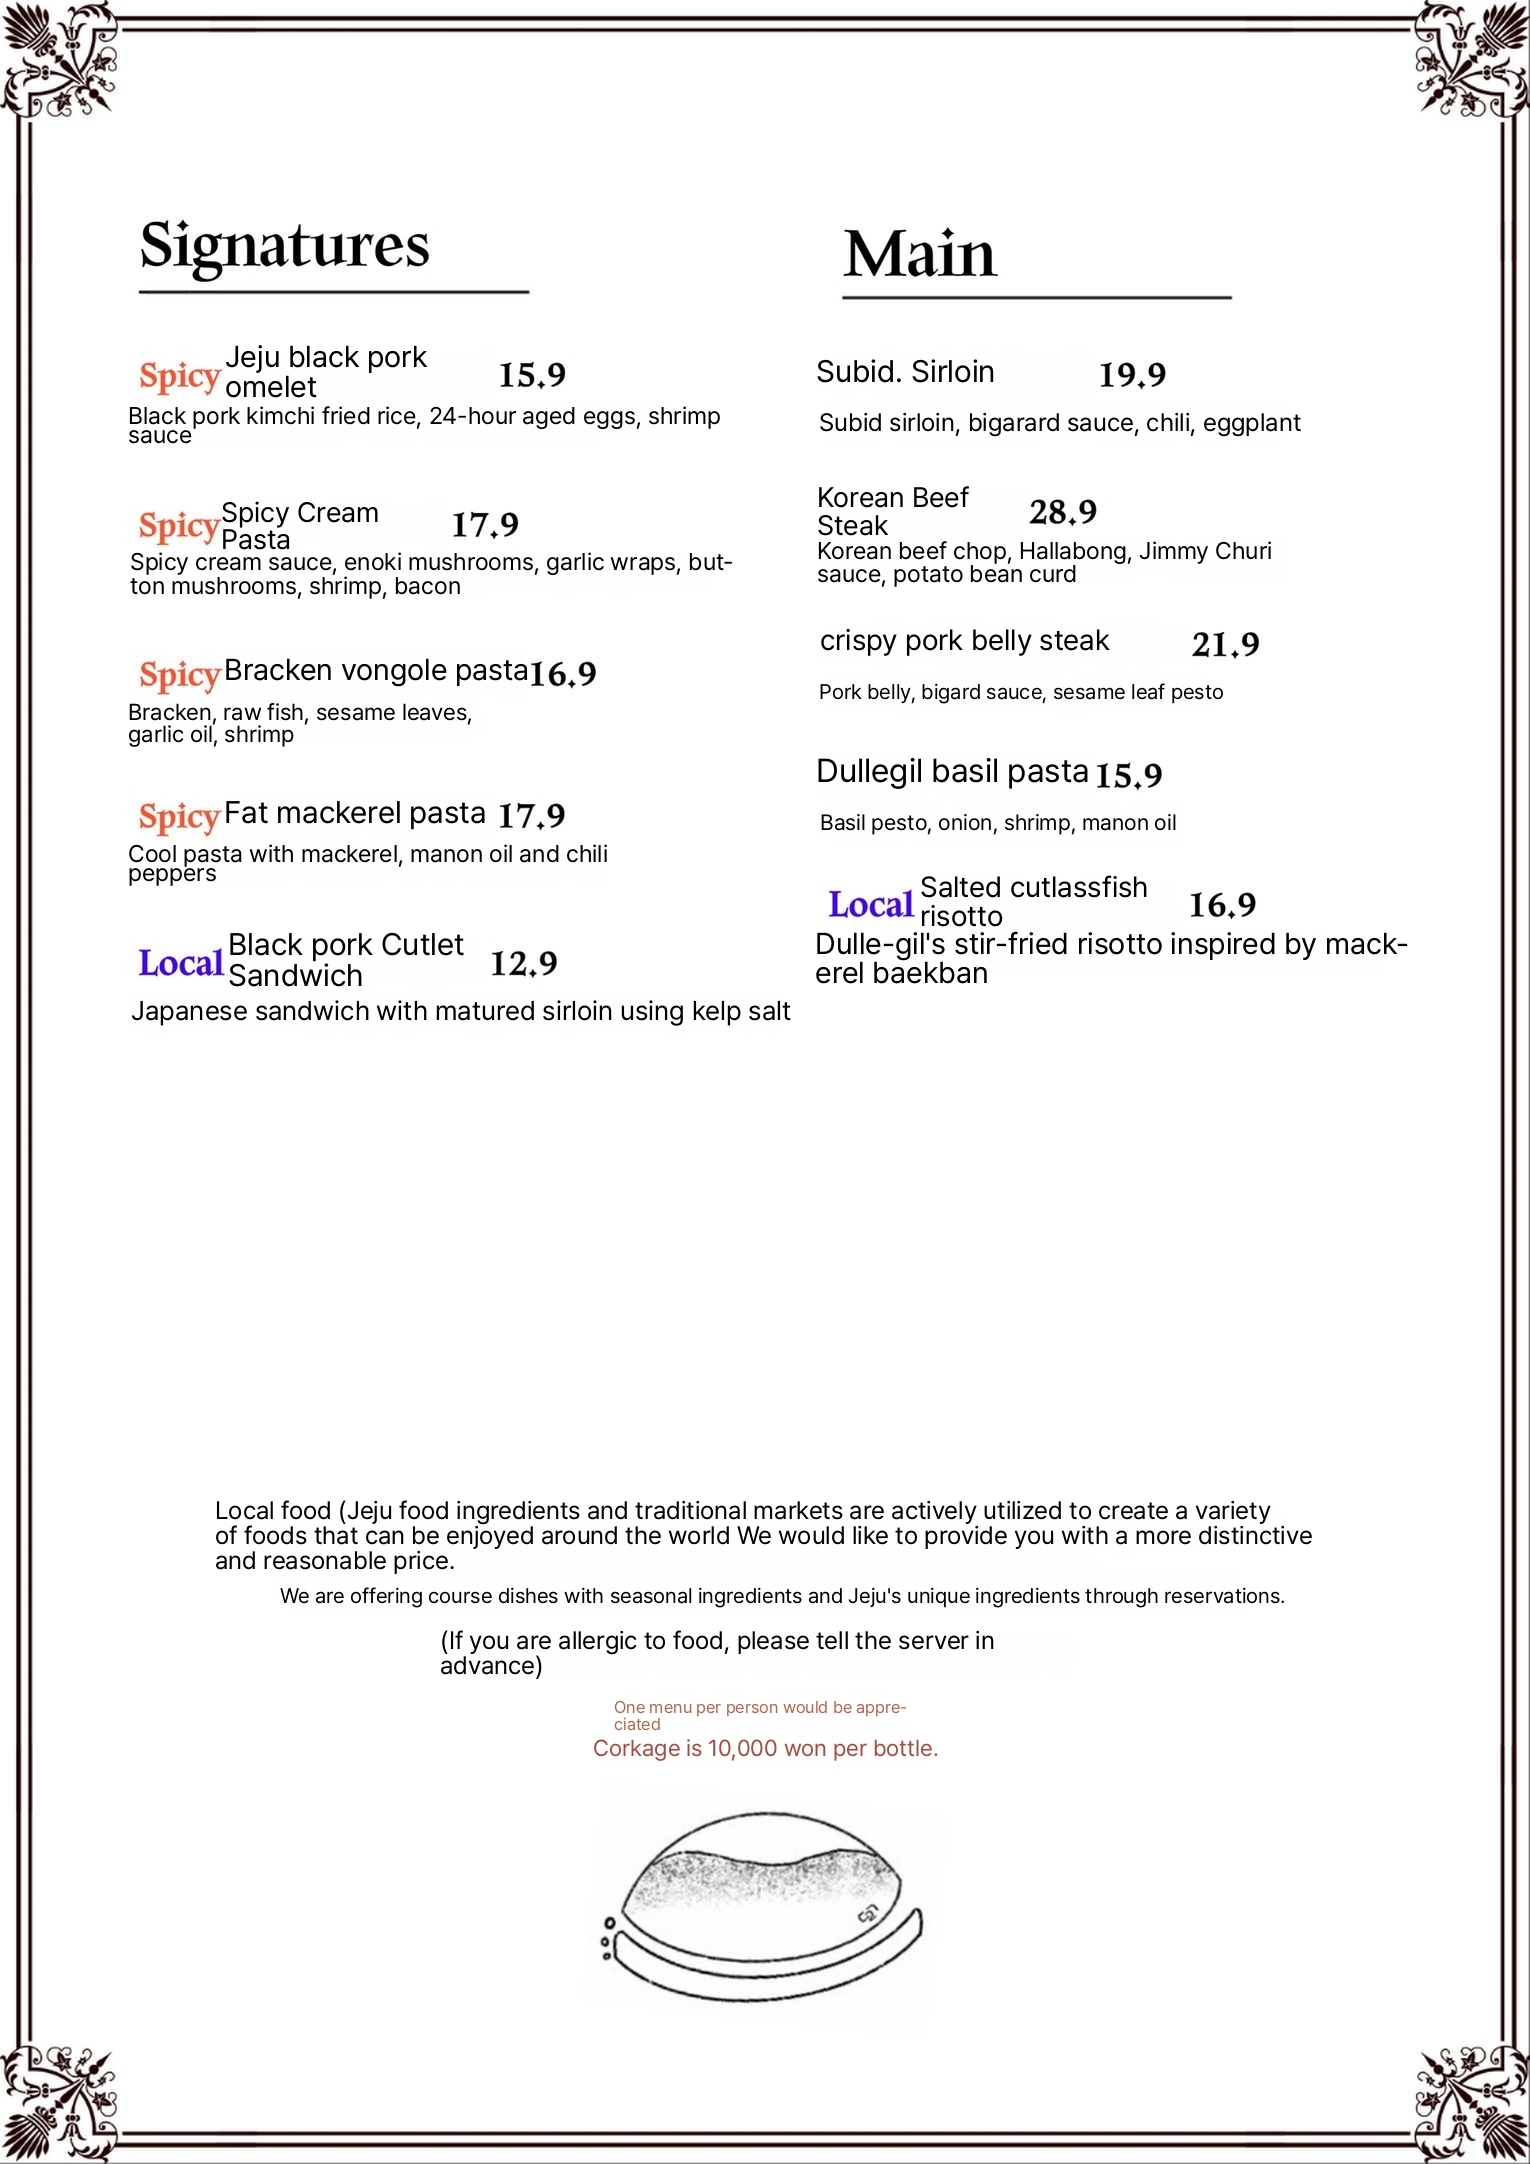 Signatures
Spicy Jeju black pork
omelet 15.9
Black pork kimchi fried rice, 24-hour aged eggs, shrimp
sauce
Spicy Spicy Cream
Pasta 17.9
Spicy cream sauce, enoki mushrooms, garlic wraps, but-
ton mushrooms, shrimp, bacon
Spicy Bracken vongole pasta 16.9
Bracken, raw fish, sesame leaves,
garlic oil, shrimp
Spicy Fat mackerel pasta 17.9
Cool pasta with mackerel, manon oil and chili
peppers
Local Black pork Cutlet
Sandwich 12.9
Japanese sandwich with matured sirloin using kelp salt
Main
Subid. Sirloin 19.9
Subid sirloin, bigarard sauce, chili, eggplant
Korean Beef
Steak 28.9
Korean beef chop, Hallabong, Jimmy Churi
sauce, potato bean curd
crispy pork belly steak 21.9
Pork belly, bigard sauce, sesame leaf pesto
Dullegil basil pasta 15.9
Basil pesto, onion, shrimp, manon oil
Local Salted cutlassfish
risotto 16.9
Dulle-gil's stir-fried risotto inspired by mack-
erel baekban
Local food (Jeju food ingredients and traditional markets are actively utilized to create a variety
of foods that can be enjoyed around the world We would like to provide you with a more distinctive
and reasonable price.
We are offering course dishes with seasonal ingredients and Jeju's unique ingredients through reservations.
(If you are allergic to food, please tell the server in
advance)
One menu per person would be appre-
ciated
Corkage is 10,000 won per bottle.